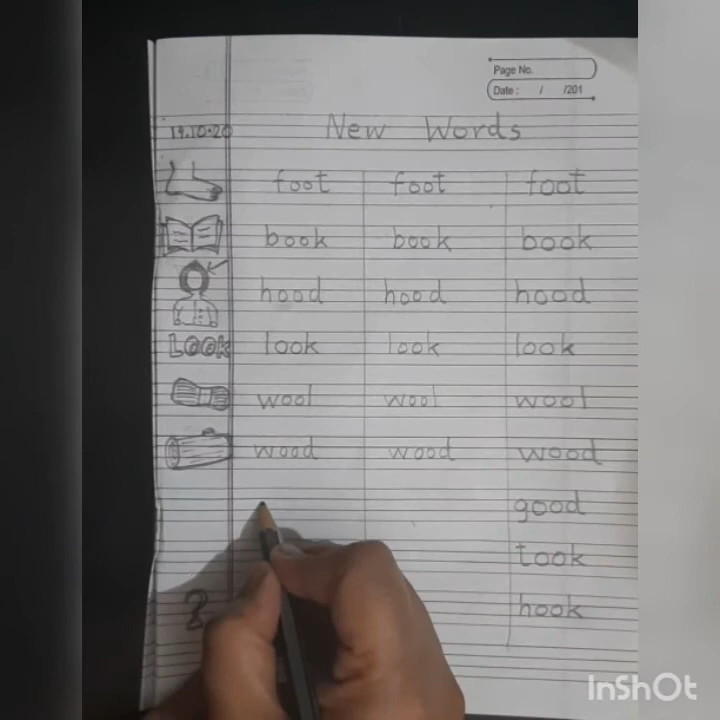 Page No.
Date : / /201
19.10.20 New Words
foot foot foot
book book book
hood hood hood
LOOK look look look
wool wool wool
wood wood wood
good
took
hook
InShOt